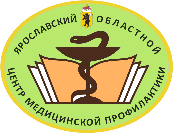 ЯРОСЛАВСКИЙ ОБЛАСТНОЙ
ЦЕНТР МЕДИЦИНСКОЙ ПРОФИЛАКТИКИ